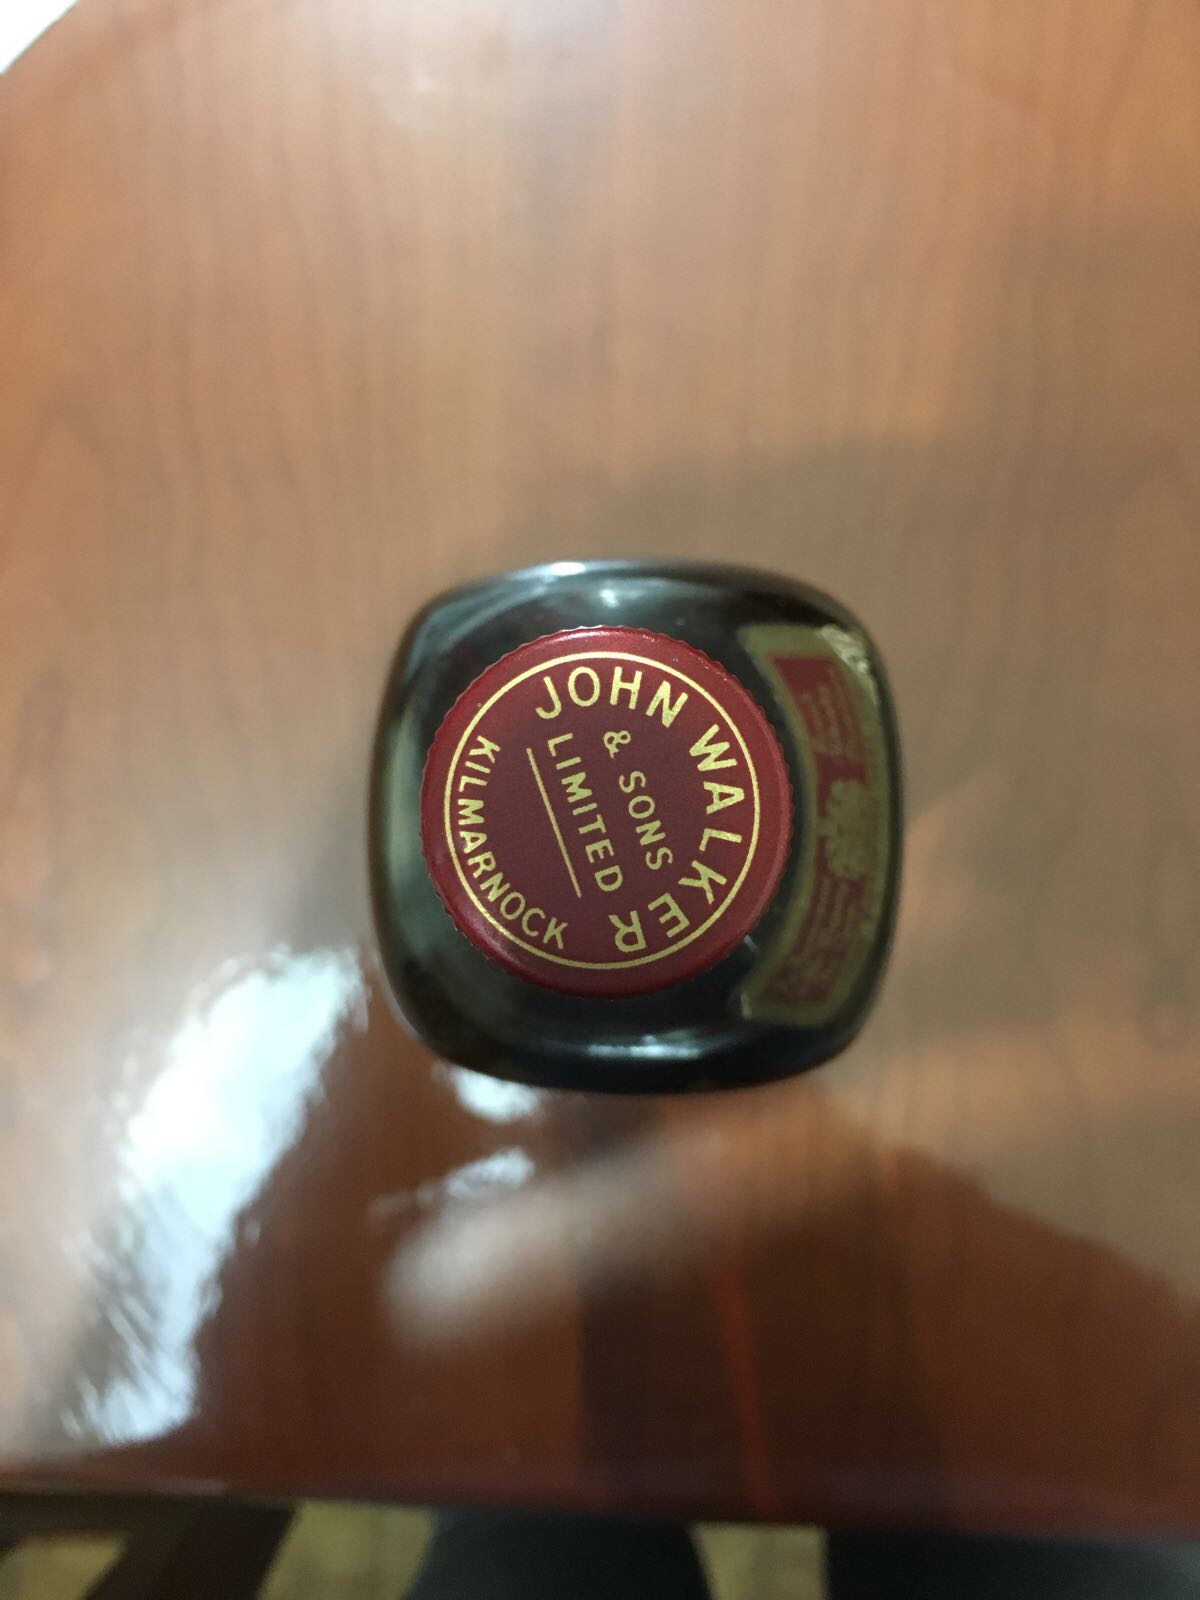 JOHN WALKER
& SONS
LIMITED
KILMARNOCK